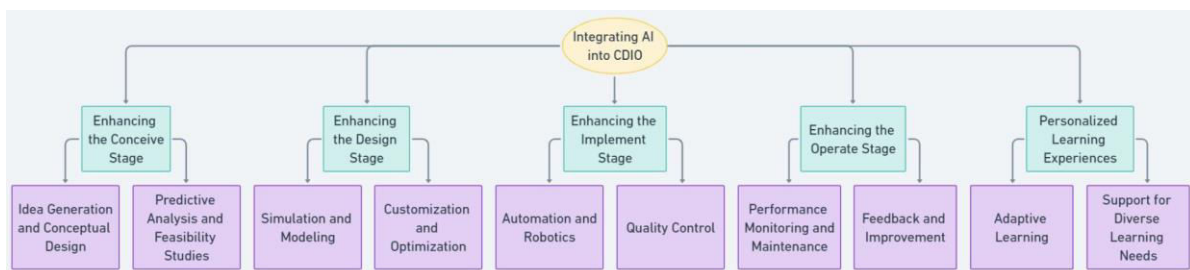 Integrating AI
into CDIO
Enhancing
the Conceive
Stage
Enhancing
the Design
Stage
Enhancing the
Implement
Stage
Enhancing the
Operate Stage
Personalized
Learning
Experiences
Idea Generation
and Conceptual
Design
Predictive
Analysis and
Feasibility
Studies
Simulation and
Modeling
Customization
and
Optimization
Automation and
Robotics
Quality Control
Performance
Monitoring and
Maintenance
Feedback and
Improvement
Adaptive
Learning
Support for
Diverse
Learning
Needs